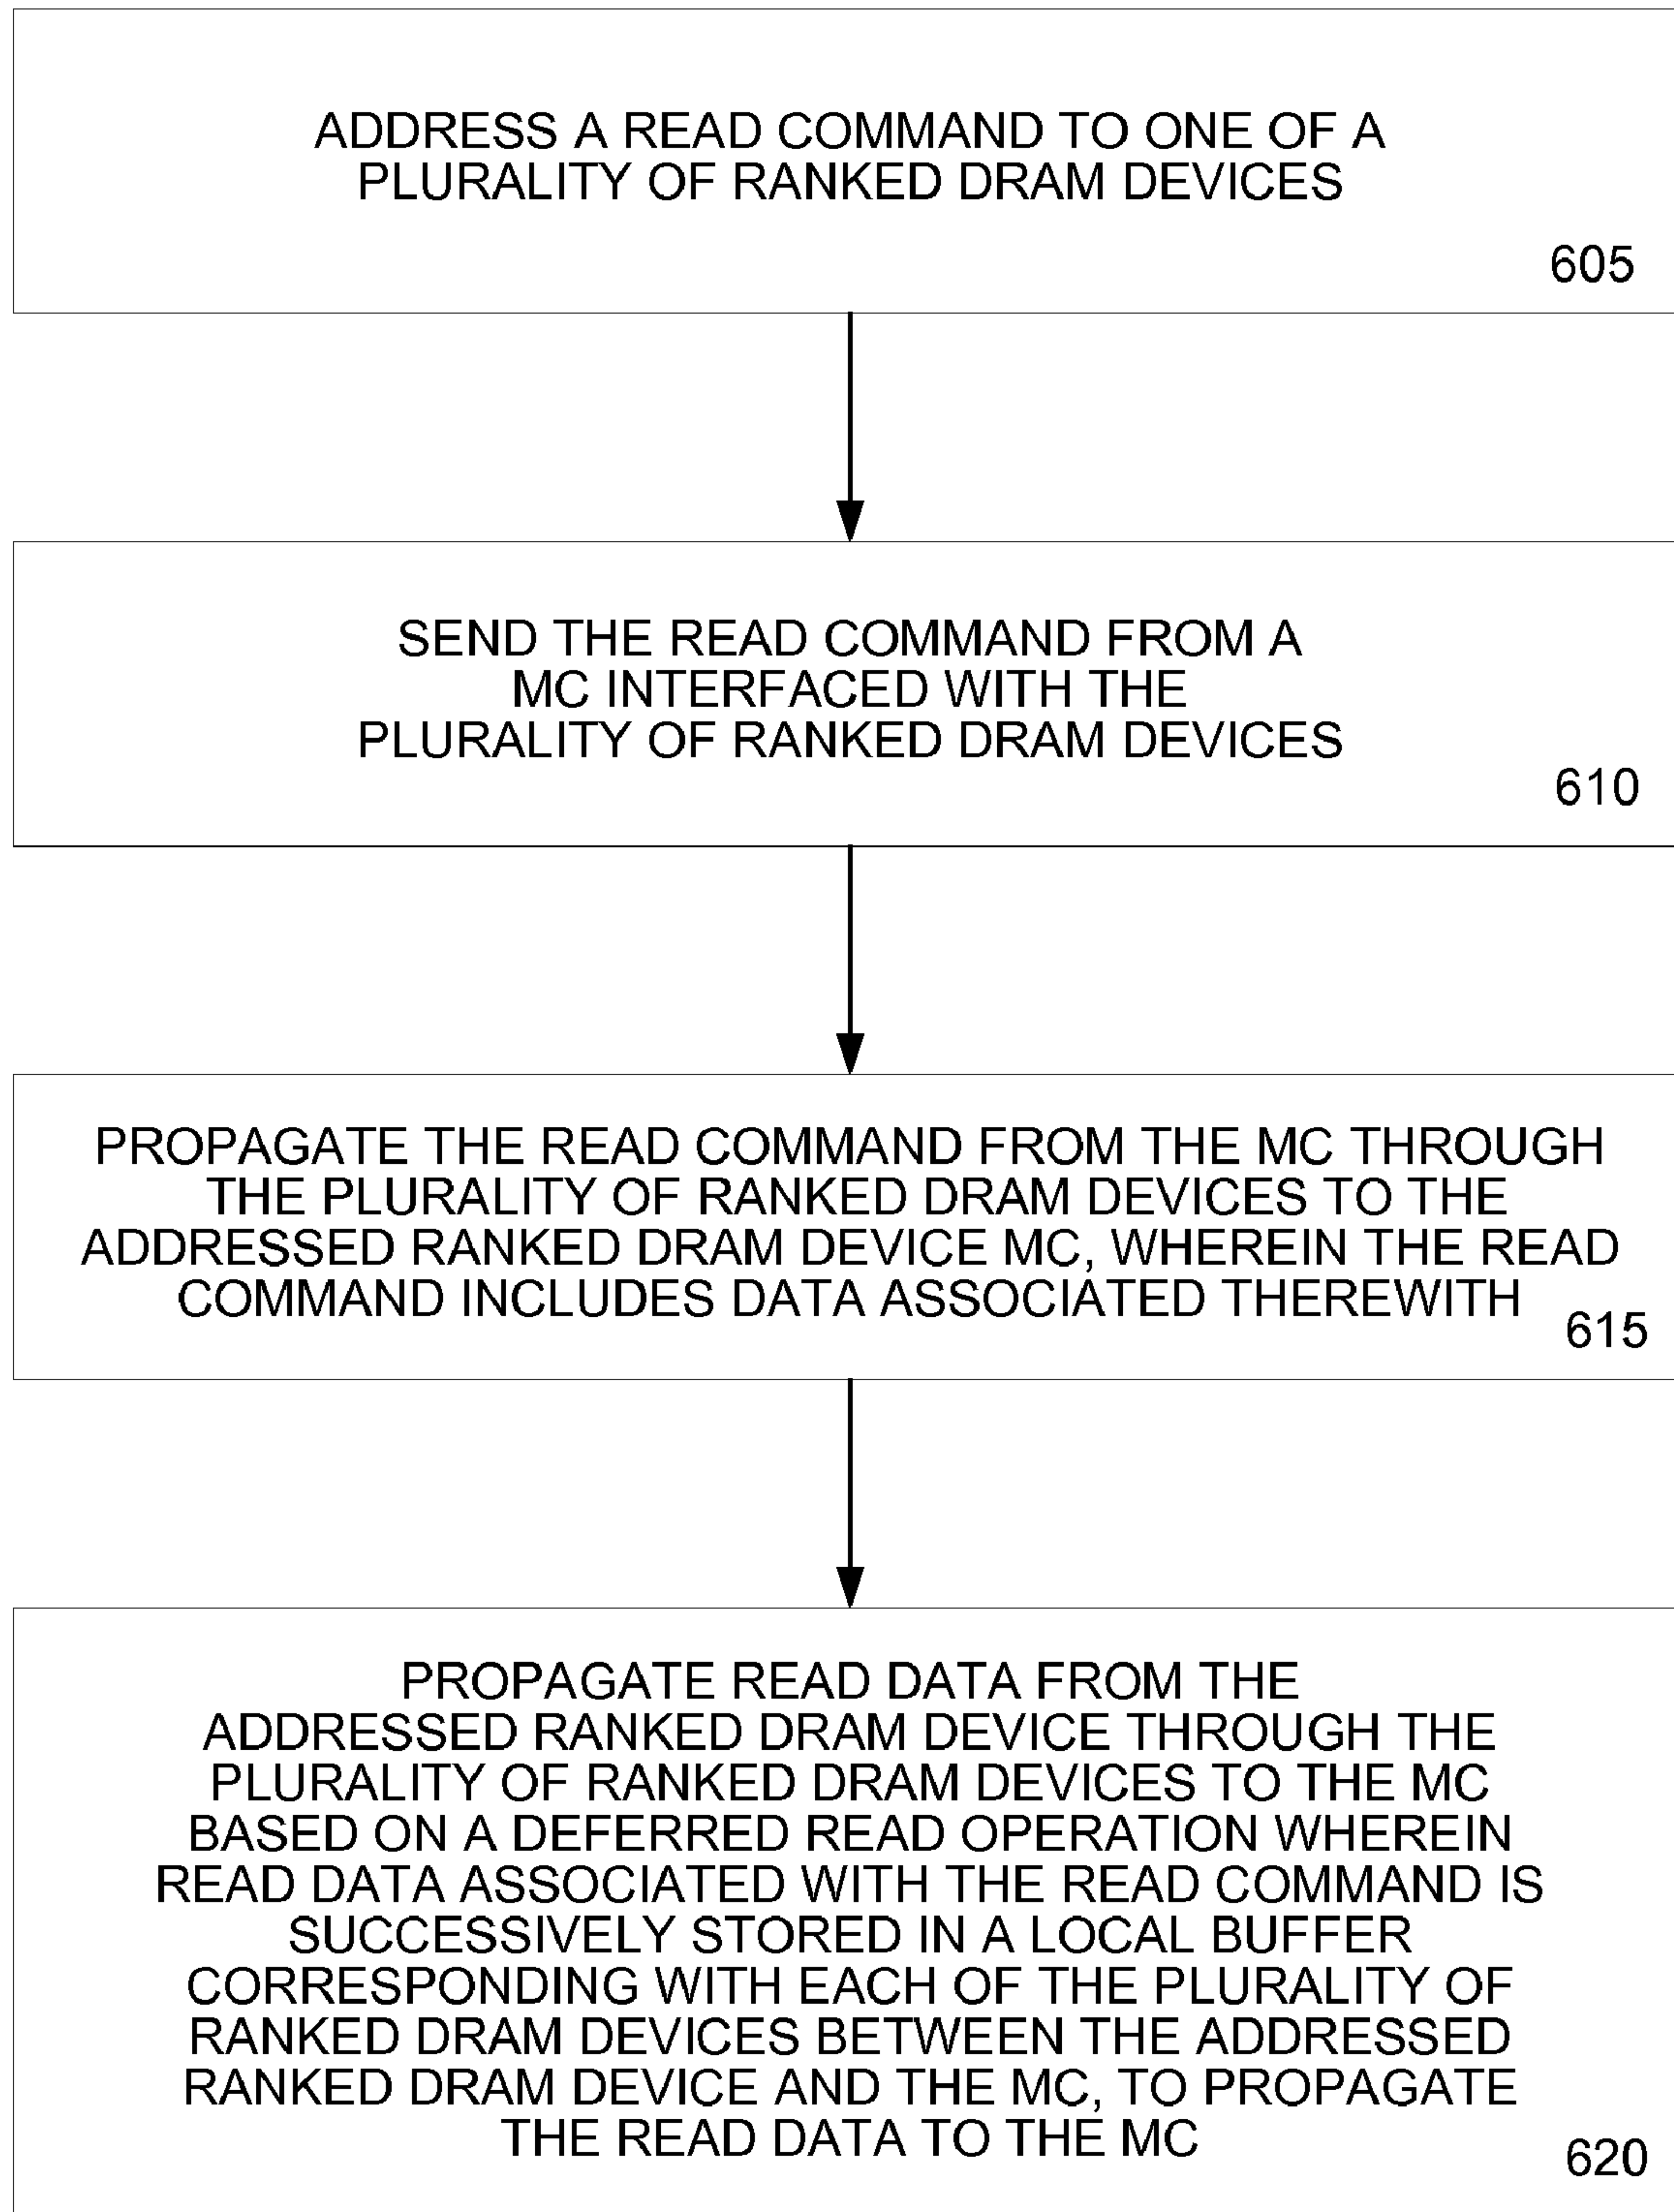 ADDRESS A READ COMMAND TO ONE OF A
PLURALITY OF RANKED DRAM DEVICES
605
SEND THE READ COMMAND FROM A
MC INTERFACED WITH THE
PLURALITY OF RANKED DRAM DEVICES
610
PROPAGATE THE READ COMMAND FROM THE MC THROUGH
THE PLURALITY OF RANKED DRAM DEVICES TO THE
ADDRESSED RANKED DRAM DEVICE MC, WHEREIN THE READ
COMMAND INCLUDES DATA ASSOCIATED THEREWITH
615
PROPAGATE READ DATA FROM THE
ADDRESSED RANKED DRAM DEVICE THROUGH THE
PLURALITY OF RANKED DRAM DEVICES TO THE MC
BASED ON A DEFERRED READ OPERATION WHEREIN
READ DATA ASSOCIATED WITH THE READ COMMAND IS
SUCCESSIVELY STORED IN A LOCAL BUFFER
CORRESPONDING WITH EACH OF THE PLURALITY OF
RANKED DRAM DEVICES BETWEEN THE ADDRESSED
RANKED DRAM DEVICE AND THE MC, TO PROPAGATE
THE READ DATA TO THE MC
620